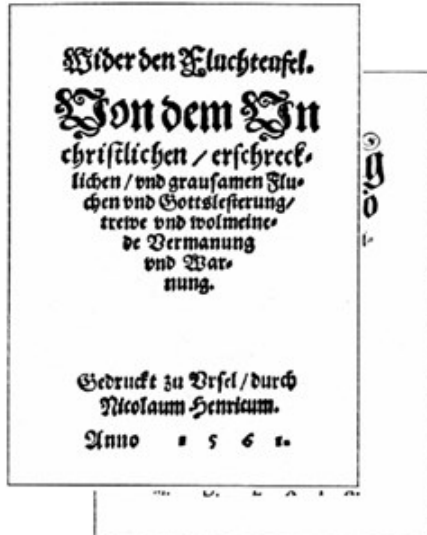 Wider den Fluchteufel.
Von dem Vn
christlichen / erschreck-
lichen / vnd grausamen Flu-
chen vnd Gottslesterung /
trewe vnd wolmeine-
de Vermanung
vnd War-
nung.
Gedruckt zu Vrsel / durch
Nicolaum Henricum.
Anno 1561.
g